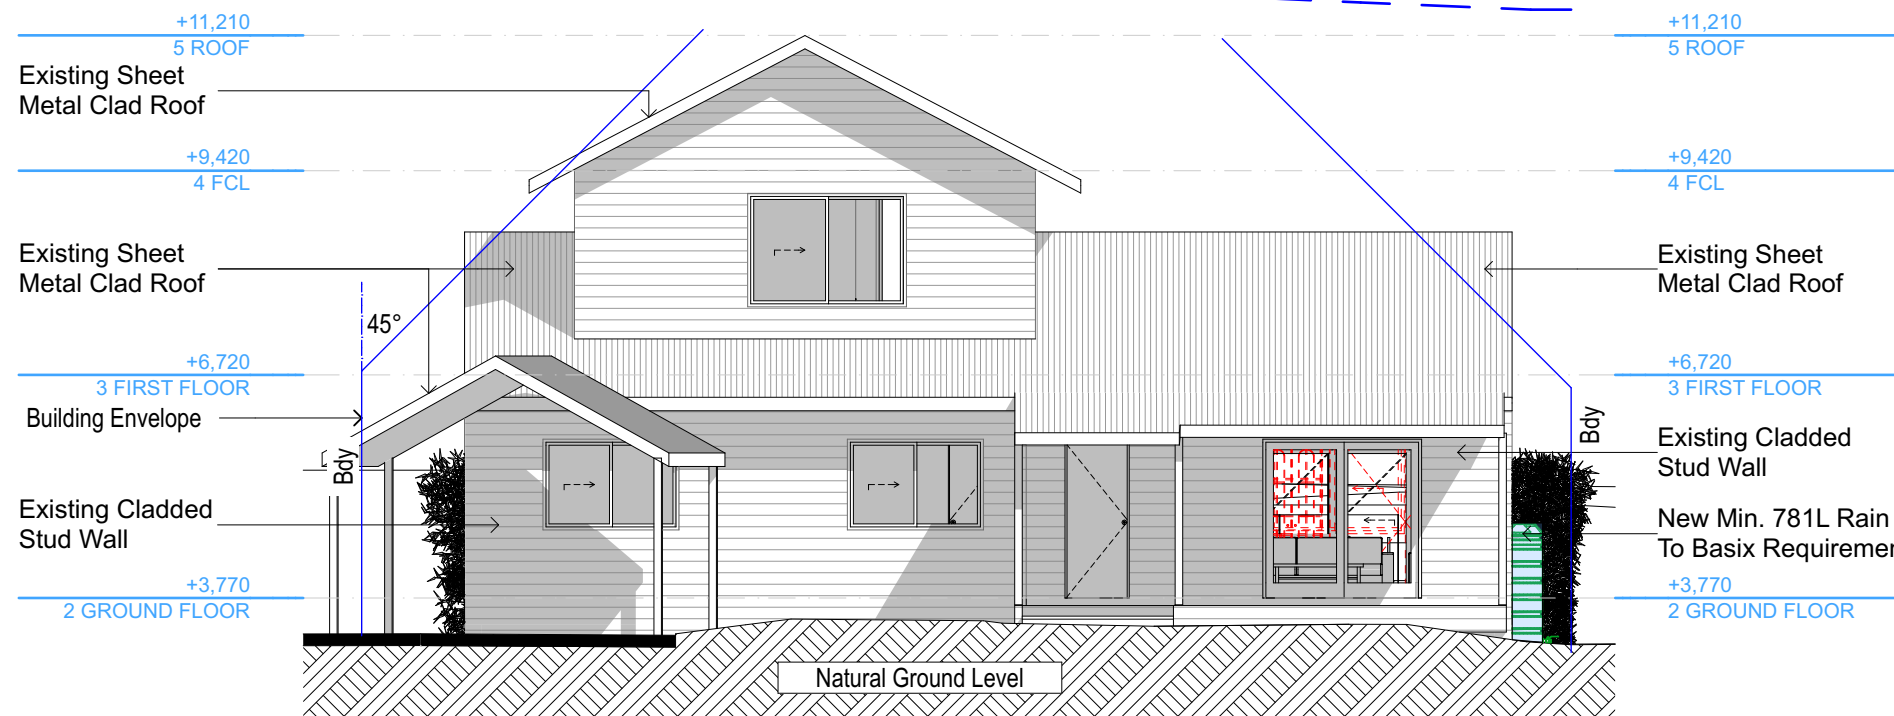 +11,210
5 ROOF
+11,210
5 ROOF
Existing Sheet
Metal Clad Roof
+9,420
4 FCL
+9,420
4 FCL
Existing Sheet
Metal Clad Roof
Existing Sheet
Metal Clad Roof
45°
+6,720
3 FIRST FLOOR
+6,720
3 FIRST FLOOR
Building Envelope
Bdy
Bdy
Existing Cladded
Stud Wall
Existing Cladded
Stud Wall
New Min. 781L Rain
To Basix Requiremen
+3,770
2 GROUND FLOOR
+3,770
2 GROUND FLOOR
Natural Ground Level